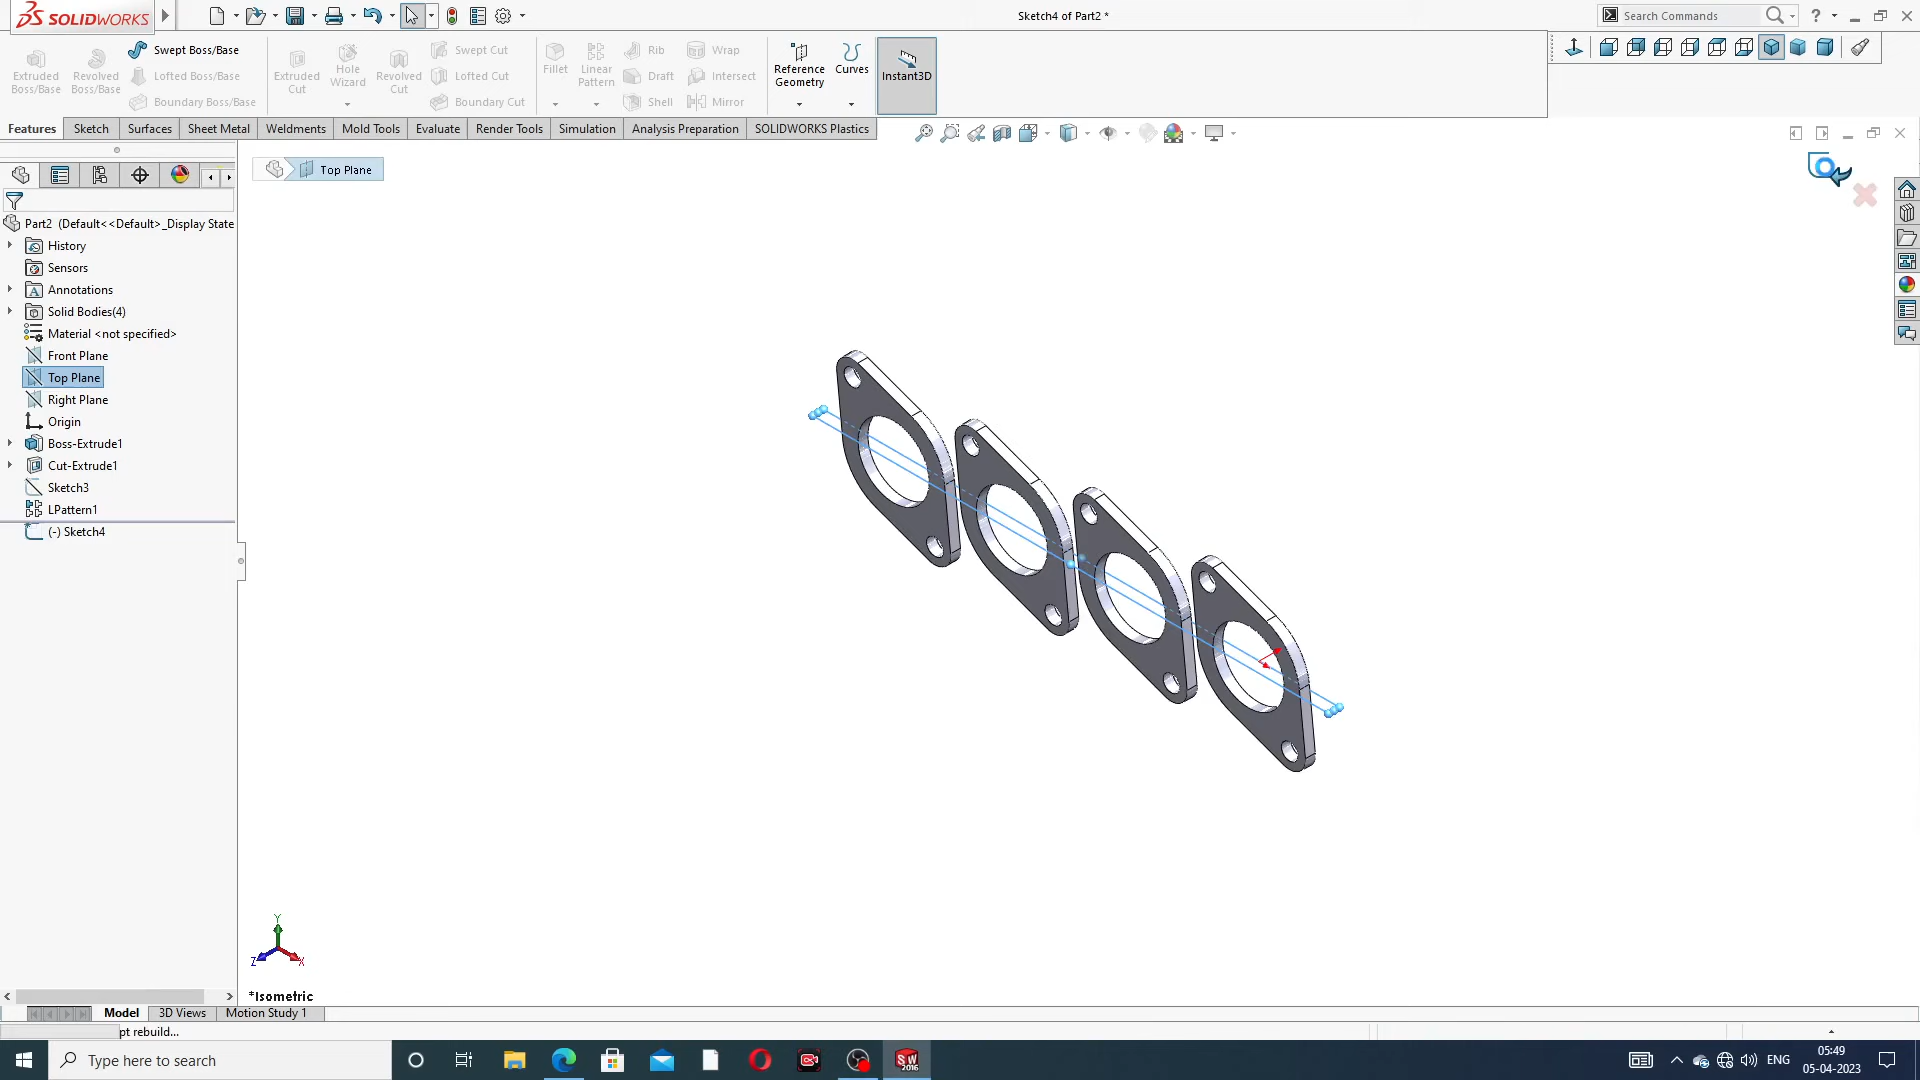 SOLIDWORKS
Sketch4 of Part2 *
Search Commands
Extruded Boss/Base
Revolved Boss/Base
Swept Boss/Base
Lofted Boss/Base
Boundary Boss/Base
Extruded Cut
Hole Wizard
Revolved Cut
Swept Cut
Lofted Cut
Boundary Cut
Fillet
Linear Pattern
Rib
Draft
Shell
Wrap
Intersect
Mirror
Reference Geometry
Curves
Instant3D
Features
Sketch
Surfaces
Sheet Metal
Weldments
Mold Tools
Evaluate
Render Tools
Simulation
Analysis Preparation
SOLIDWORKS Plastics
Top Plane
Part2 (Default<<Default>_Display State
History
Sensors
Annotations
Solid Bodies(4)
Material <not specified>
Front Plane
Top Plane
Right Plane
Origin
Boss-Extrude1
Cut-Extrude1
Sketch3
LPattern1
(-) Sketch4
Y
Z
X
*Isometric
Model
3D Views
Motion Study 1
pt rebuild...
Type here to search
SW
2016
ENG
05:49
05-04-2023